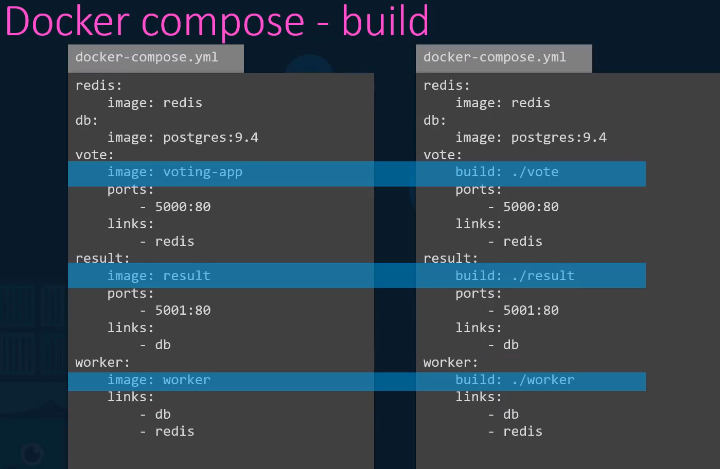 Docker compose - build
docker-compose.yml
redis:
    image: redis
db:
    image: postgres:9.4
vote:
    image: voting-app
    ports:
        - 5000:80
    links:
        - redis
result:
    image: result
    ports:
        - 5001:80
    links:
        - db
worker:
    image: worker
    links:
        - db
        - redis
docker-compose.yml
redis:
    image: redis
db:
    image: postgres:9.4
vote:
    build: ./vote
    ports:
        - 5000:80
    links:
        - redis
result:
    build: ./result
    ports:
        - 5001:80
    links:
        - db
worker:
    build: ./worker
    links:
        - db
        - redis